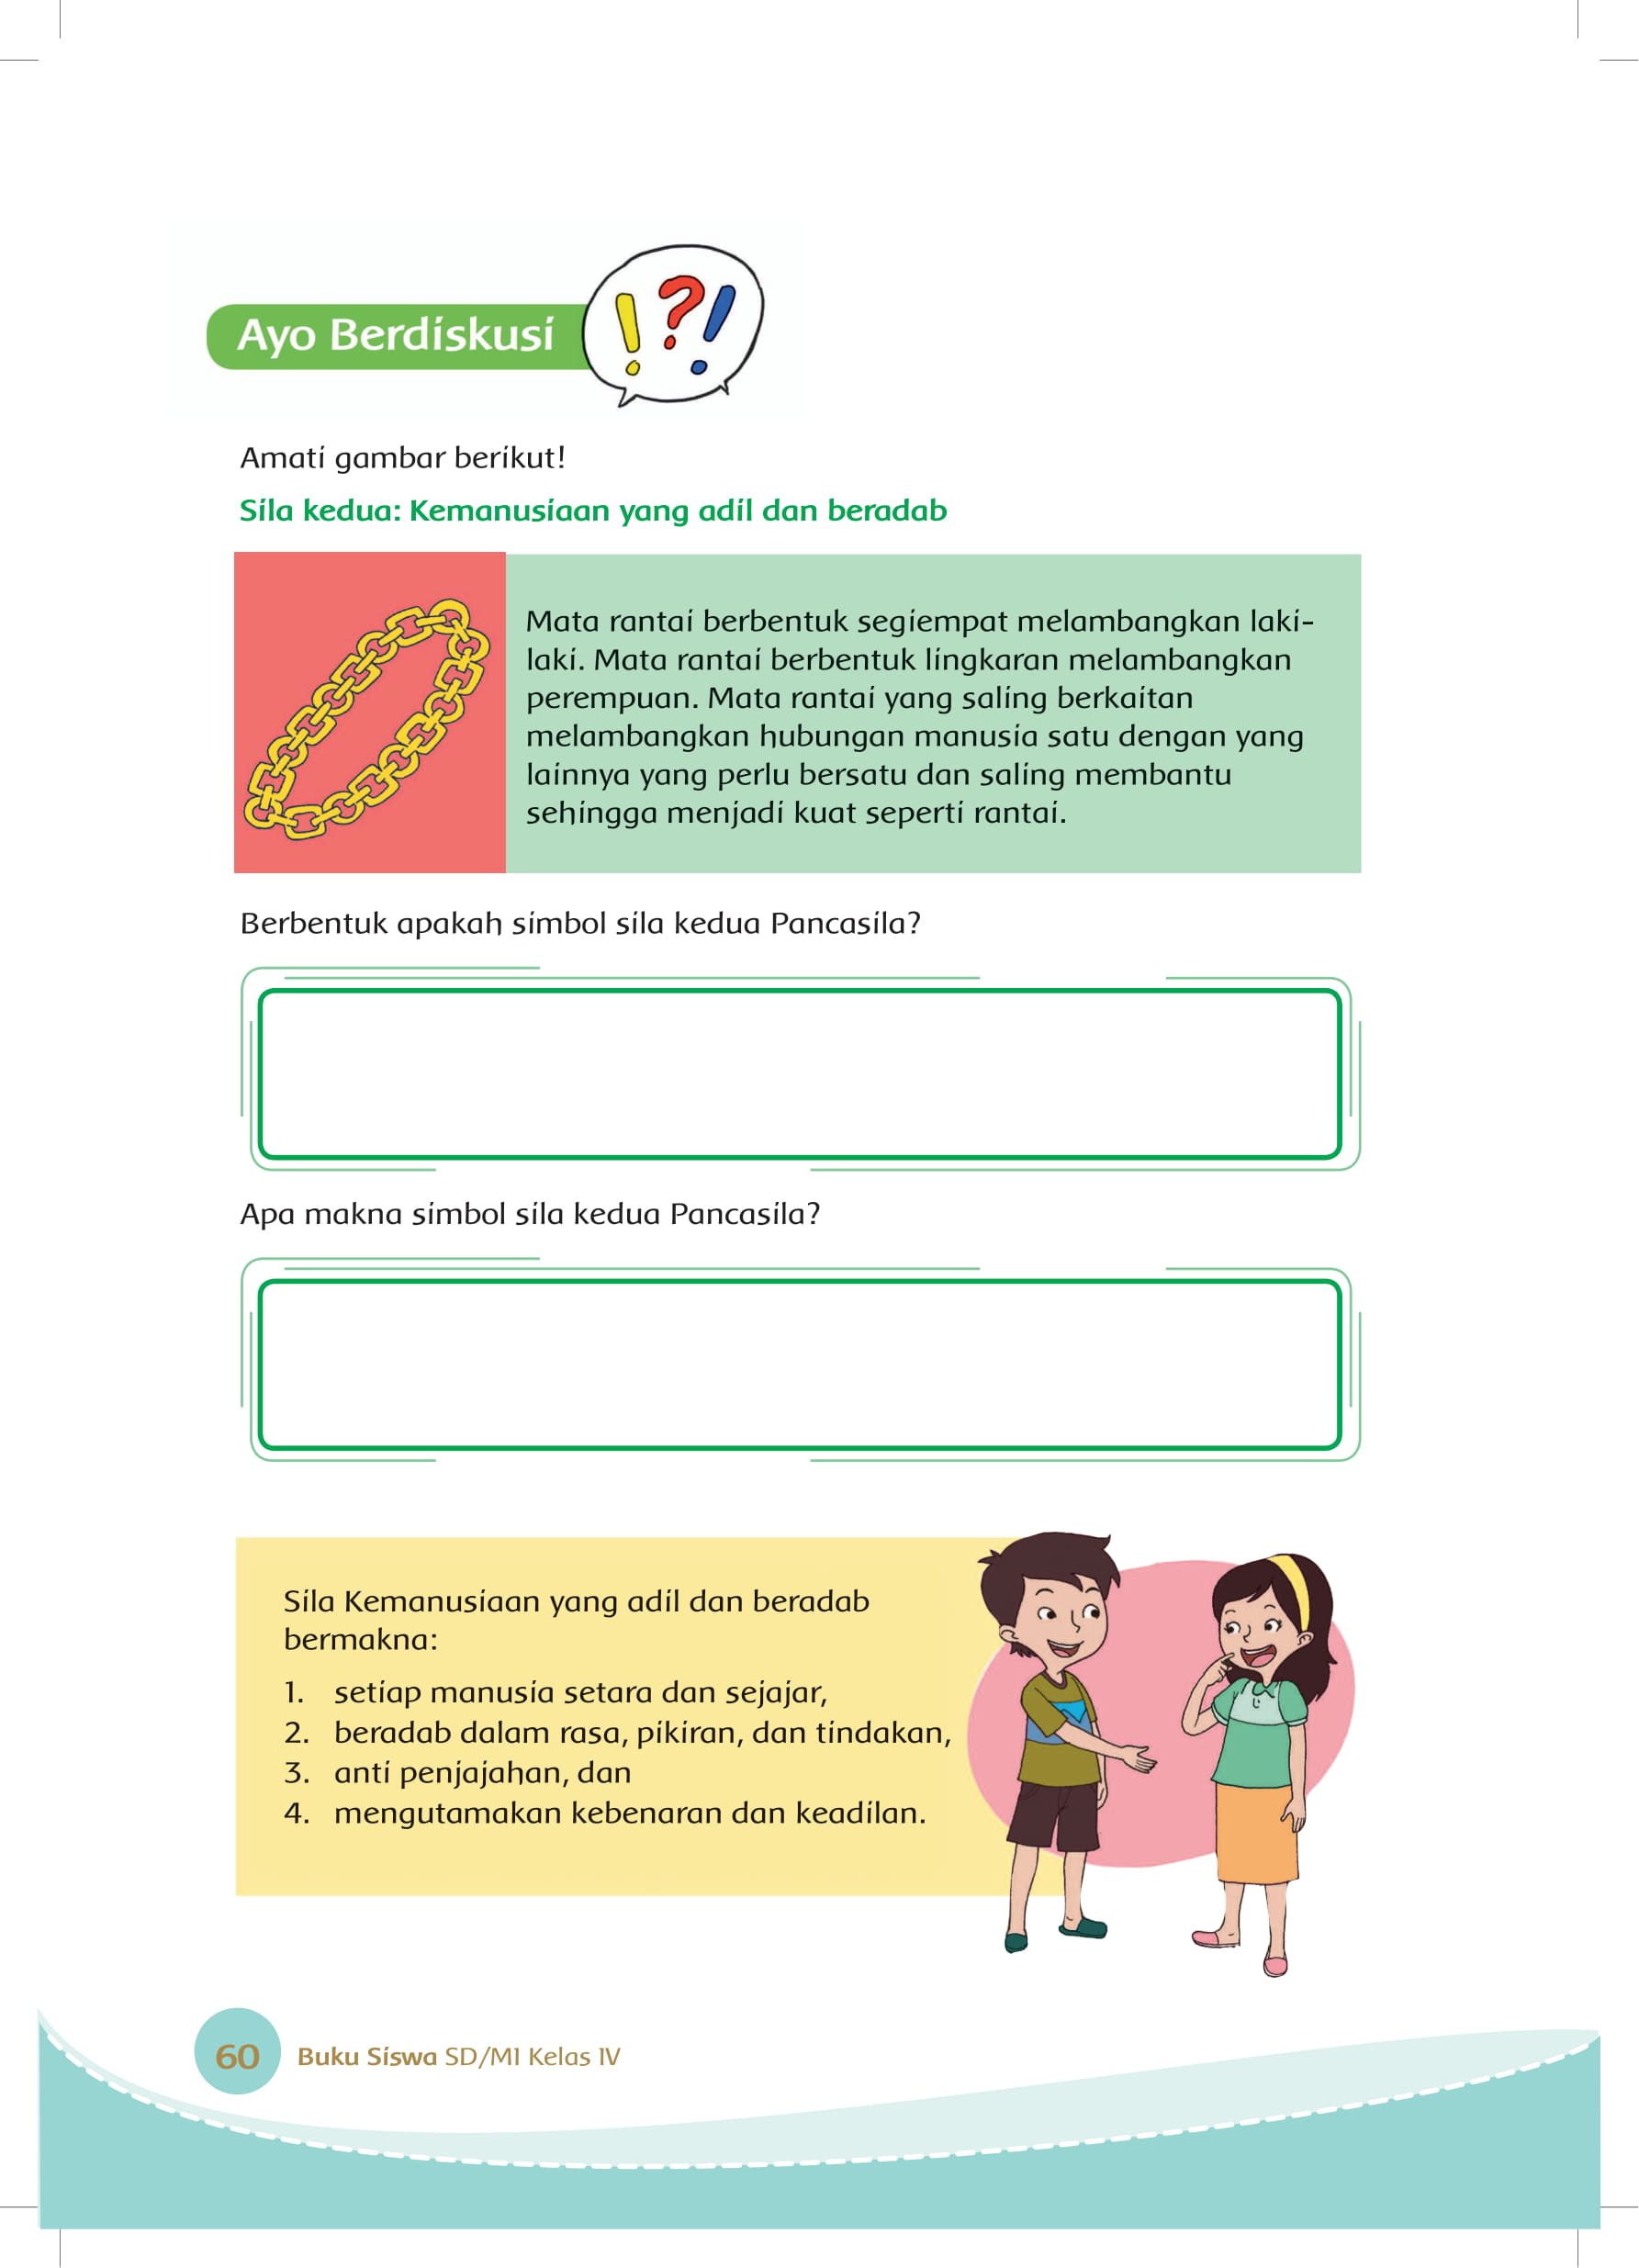 Ayo Berdiskusi
! ? !
Amati gambar berikut!
Sila kedua: Kemanusiaan yang adil dan beradab
Mata rantai berbentuk segiempat melambangkan laki-
laki. Mata rantai berbentuk lingkaran melambangkan
perempuan. Mata rantai yang saling berkaitan
melambangkan hubungan manusia satu dengan yang
lainnya yang perlu bersatu dan saling membantu
sehingga menjadi kuat seperti rantai.
Berbentuk apakah simbol sila kedua Pancasila?
Apa makna simbol sila kedua Pancasila?
Sila Kemanusiaan yang adil dan beradab
bermakna:
1. setiap manusia setara dan sejajar,
2. beradab dalam rasa, pikiran, dan tindakan,
3. anti penjajahan, dan
4. mengutamakan kebenaran dan keadilan.
60 Buku Siswa SD/MI Kelas IV